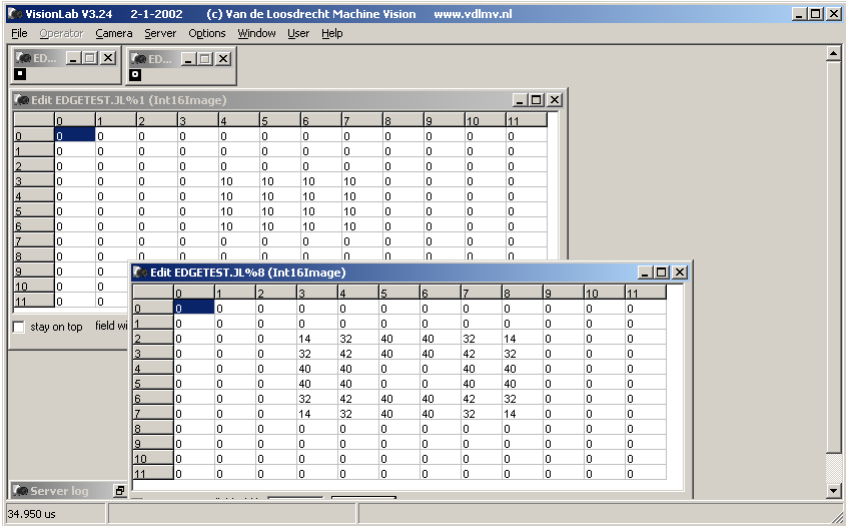 VisionLab V3.24 2-1-2002 (c) Van de Loosdrecht Machine Vision www.vdlmv.nl
File Operator Camera Server Options Window User Help
ED... ED...
Edit EDGETEST.JL%1 (Int16Image)
0 1 2 3 4 5 6 7 8 9 10 11
0 0 0 0 0 0 0 0 0 0 0 0 0
1 0 0 0 0 0 0 0 0 0 0 0 0
2 0 0 0 0 0 0 0 0 0 0 0 0
3 0 0 0 0 10 10 10 10 0 0 0 0
4 0 0 0 0 10 10 10 10 0 0 0 0
5 0 0 0 0 10 10 10 10 0 0 0 0
6 0 0 0 0 10 10 10 10 0 0 0 0
7 0 0 0 0 0 0 0 0 0 0 0 0
8 0 0 0 0 0 0 0 0 0 0 0 0
9 0 0
10 0 0
11 0 0
stay on top field wi
Edit EDGETEST.JL%8 (Int16Image)
0 1 2 3 4 5 6 7 8 9 10 11
0 0 0 0 0 0 0 0 0 0 0 0 0
1 0 0 0 0 0 0 0 0 0 0 0 0
2 0 0 0 14 32 40 40 32 14 0 0 0
3 0 0 0 32 42 40 40 42 32 0 0 0
4 0 0 0 40 40 0 0 40 40 0 0 0
5 0 0 0 40 40 0 0 40 40 0 0 0
6 0 0 0 32 42 40 40 42 32 0 0 0
7 0 0 0 14 32 40 40 32 14 0 0 0
8 0 0 0 0 0 0 0 0 0 0 0 0
9 0 0 0 0 0 0 0 0 0 0 0 0
10 0 0 0 0 0 0 0 0 0 0 0 0
11 0 0 0 0 0 0 0 0 0 0 0 0
Server log
34.950 us